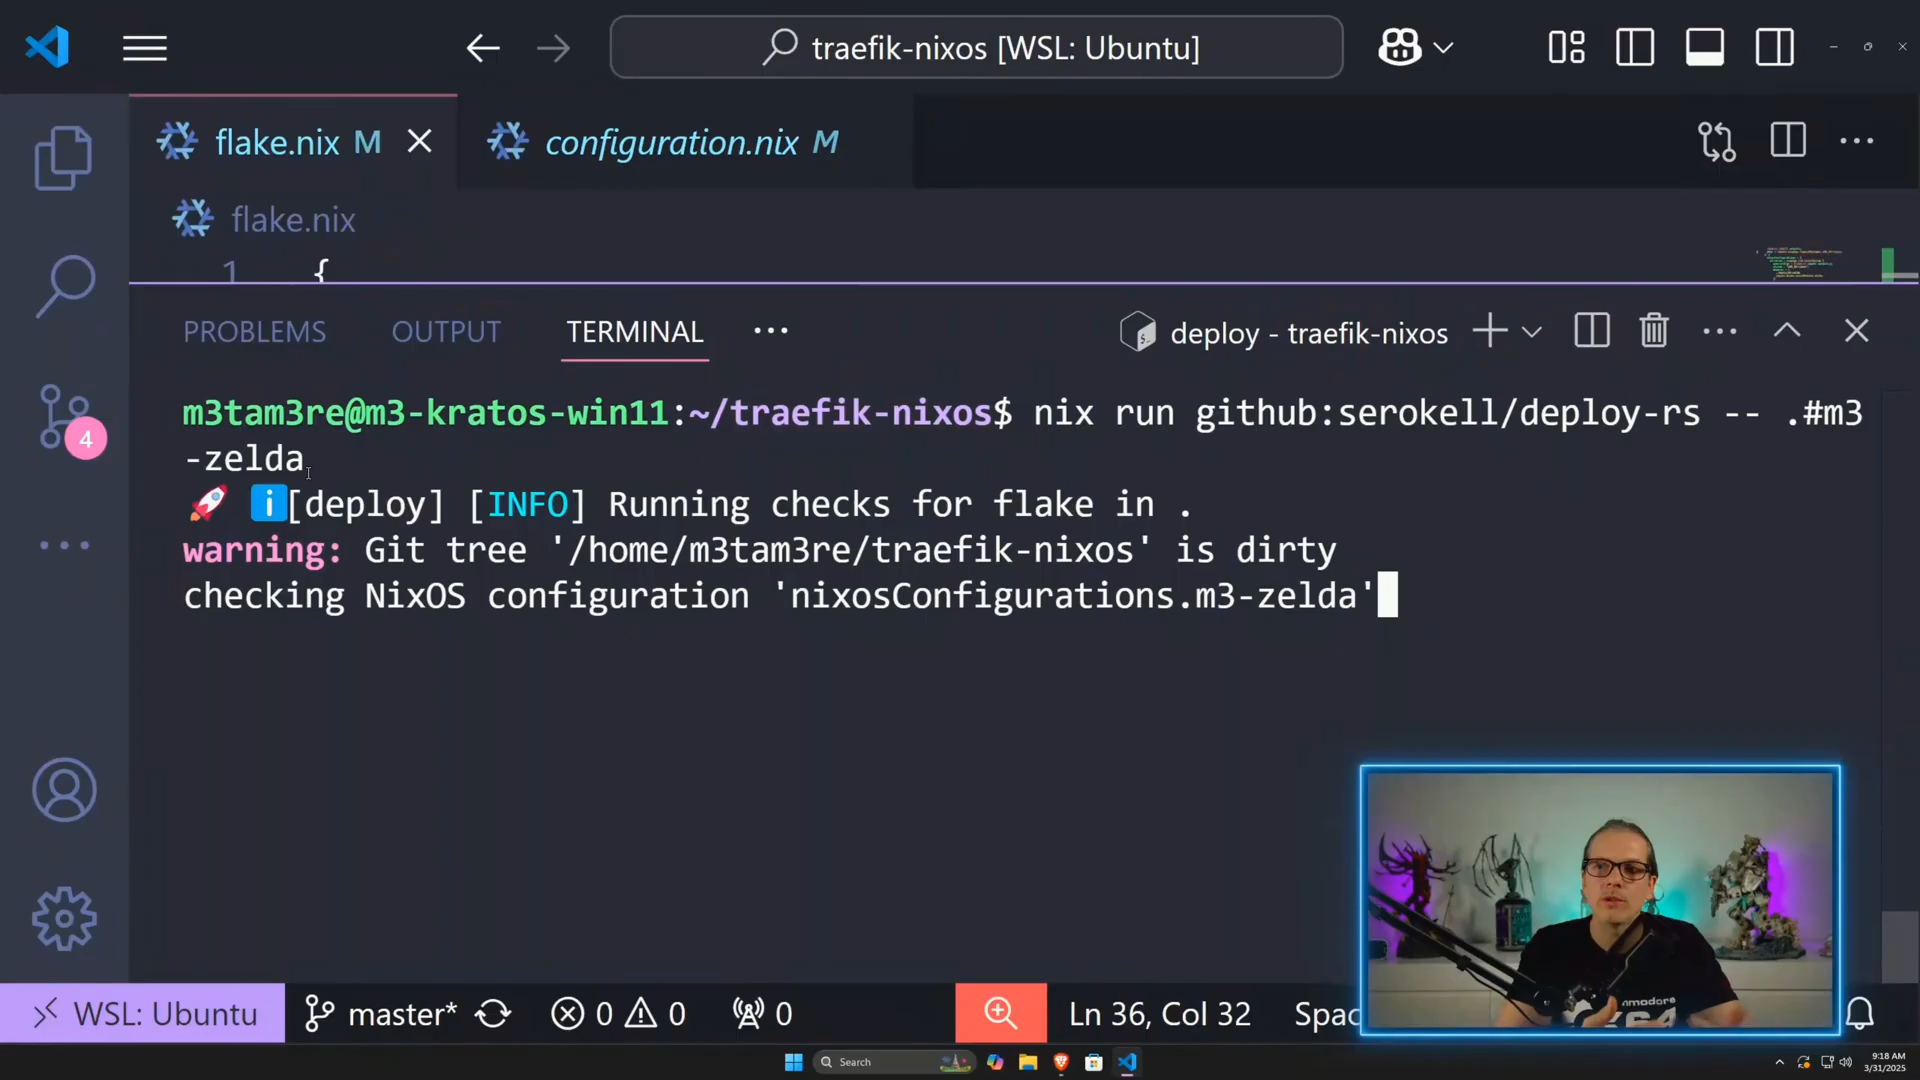 traefik-nixos [WSL: Ubuntu]
flake.nix M
configuration.nix M
flake.nix
1 {
PROBLEMS OUTPUT TERMINAL
deploy - traefik-nixos
m3tam3re@m3-kratos-win11:~/traefik-nixos$ nix run github:serokell/deploy-rs -- .#m3
-zelda
🚀 ℹ️[deploy] [INFO] Running checks for flake in .
warning: Git tree '/home/m3tam3re/traefik-nixos' is dirty
checking NixOS configuration 'nixosConfigurations.m3-zelda'
4
WSL: Ubuntu master* 0 0 0 Ln 36, Col 32 Spac
Search
9:18 AM
3/31/2025